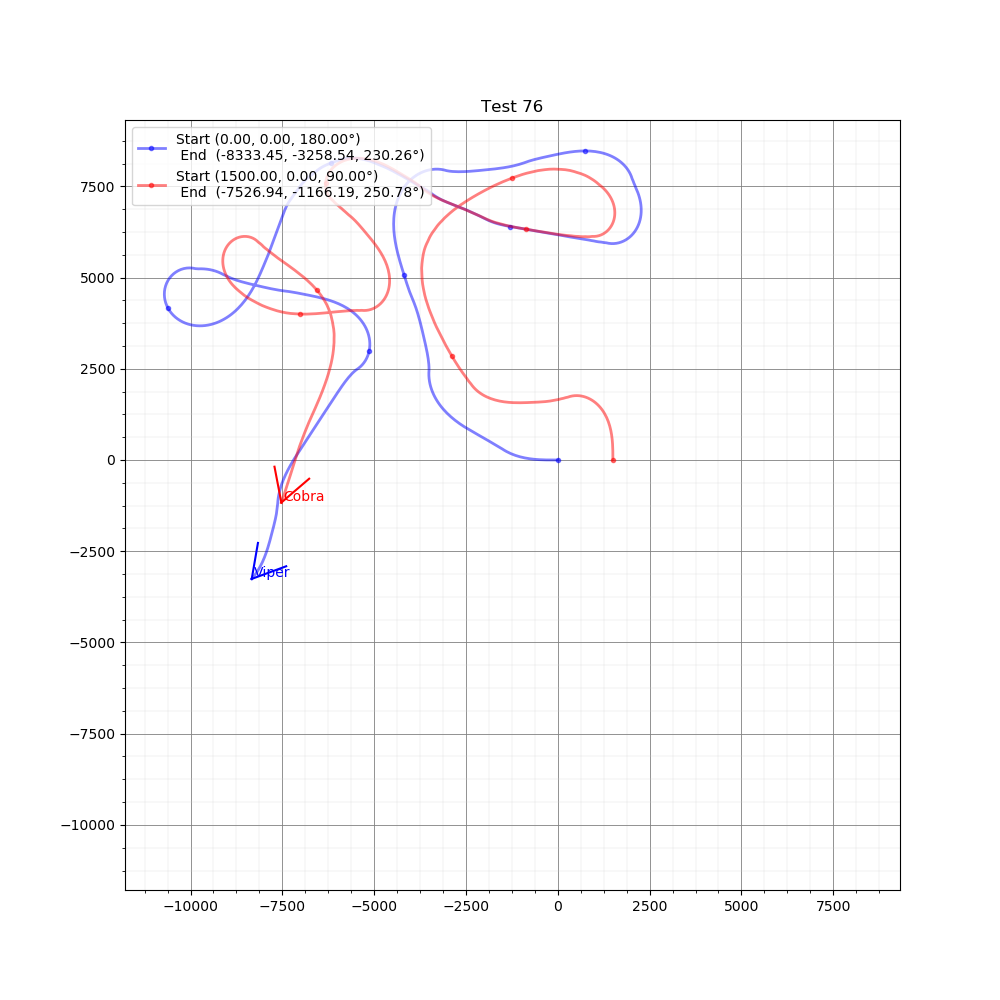 Test 76
Start (0.00, 0.00, 180.00°)
End (-8333.45, -3258.54, 230.26°)
Start (1500.00, 0.00, 90.00°)
End (-7526.94, -1166.19, 250.78°)
7500
5000
2500
0
−2500
−5000
−7500
−10000
Cobra
Viper
−10000
−7500
−5000
−2500
0
2500
5000
7500